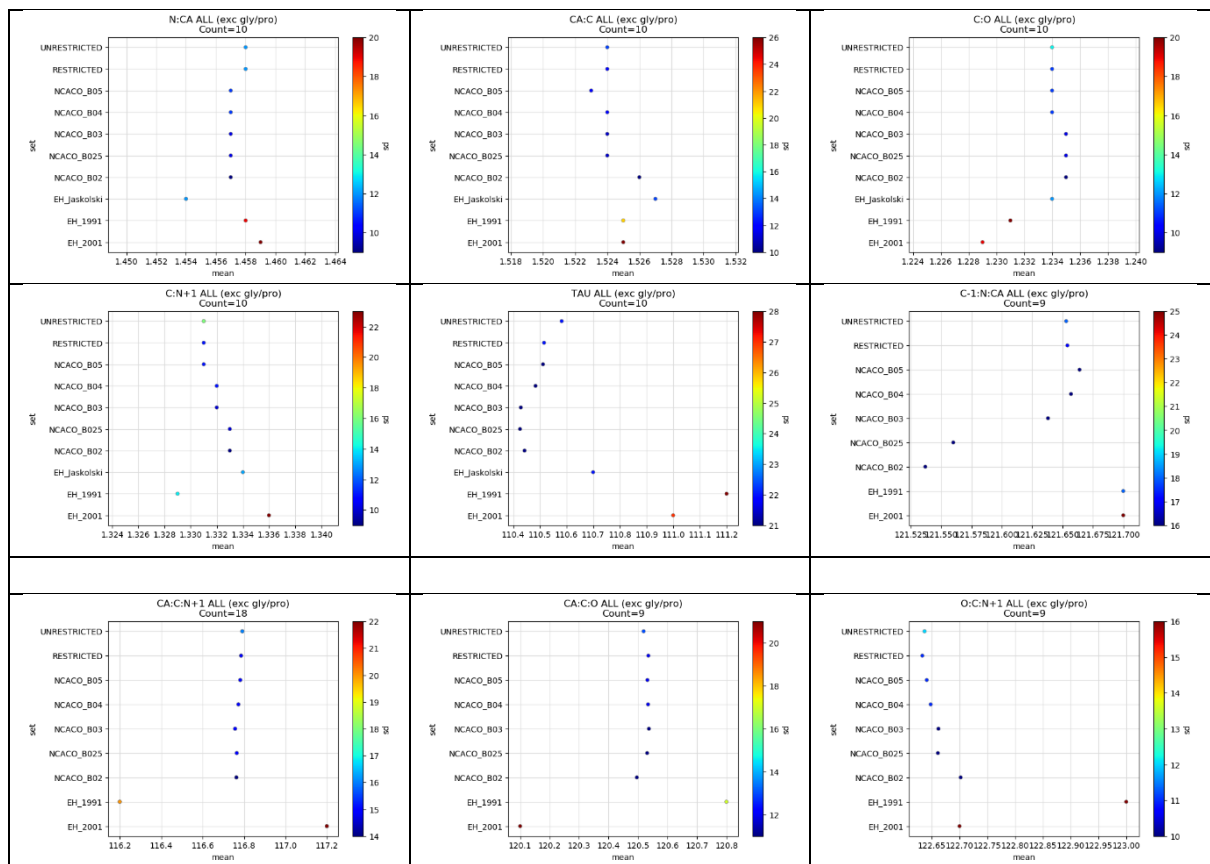 N:CA ALL (exc gly/pro)
Count=10
UNRESTRICTED
RESTRICTED
NCACO_B05
NCACO_B04
NCACO_B03
NCACO_B025
NCACO_B02
EH_Jaskolski
EH_1991
EH_2001
set
1.450 1.452 1.454 1.456 1.457 1.458 1.460 1.462 1.464
mean
20
18
16
14
12
10
sd
CA:C ALL (exc gly/pro)
Count=10
UNRESTRICTED
RESTRICTED
NCACO_B05
NCACO_B04
NCACO_B03
NCACO_B025
NCACO_B02
EH_Jaskolski
EH_1991
EH_2001
set
1.518 1.520 1.522 1.524 1.526 1.528 1.530 1.532
mean
26
24
22
20
18
16
14
12
10
sd
C:O ALL (exc gly/pro)
Count=10
UNRESTRICTED
RESTRICTED
NCACO_B05
NCACO_B04
NCACO_B03
NCACO_B025
NCACO_B02
EH_Jaskolski
EH_1991
EH_2001
set
1.224 1.226 1.228 1.230 1.232 1.234 1.236 1.238 1.240
mean
20
18
16
14
12
10
sd
C:N+1 ALL (exc gly/pro)
Count=10
UNRESTRICTED
RESTRICTED
NCACO_B05
NCACO_B04
NCACO_B03
NCACO_B025
NCACO_B02
EH_Jaskolski
EH_1991
EH_2001
set
1.324 1.326 1.328 1.330 1.332 1.334 1.336 1.338 1.340
mean
22
20
18
16
14
12
10
sd
TAU ALL (exc gly/pro)
Count=10
UNRESTRICTED
RESTRICTED
NCACO_B05
NCACO_B04
NCACO_B03
NCACO_B025
NCACO_B02
EH_Jaskolski
EH_1991
EH_2001
set
110.4 110.5 110.6 110.7 110.8 110.9 111.0 111.1 111.2
mean
28
27
26
25
24
23
22
21
sd
C-1:N:CA ALL (exc gly/pro)
Count=9
UNRESTRICTED
RESTRICTED
NCACO_B05
NCACO_B04
NCACO_B03
NCACO_B025
NCACO_B02
EH_1991
EH_2001
set
121.525 121.550 121.575 121.600 121.625 121.650 121.675 121.700
mean
25
24
23
22
21
20
19
18
17
16
sd
CA:C:N+1 ALL (exc gly/pro)
Count=18
UNRESTRICTED
RESTRICTED
NCACO_B05
NCACO_B04
NCACO_B03
NCACO_B025
NCACO_B02
EH_1991
EH_2001
set
116.2 116.4 116.6 116.8 117.0 117.2
mean
22
21
20
19
18
17
16
15
14
sd
CA:C:O ALL (exc gly/pro)
Count=9
UNRESTRICTED
RESTRICTED
NCACO_B05
NCACO_B04
NCACO_B03
NCACO_B025
NCACO_B02
EH_1991
EH_2001
set
120.1 120.2 120.3 120.4 120.5 120.6 120.7 120.8
mean
20
18
16
14
12
sd
O:C:N+1 ALL (exc gly/pro)
Count=9
UNRESTRICTED
RESTRICTED
NCACO_B05
NCACO_B04
NCACO_B03
NCACO_B025
NCACO_B02
EH_1991
EH_2001
set
122.65 122.70 122.75 122.80 122.85 122.90 122.95 123.00
mean
16
15
14
13
12
11
10
sd